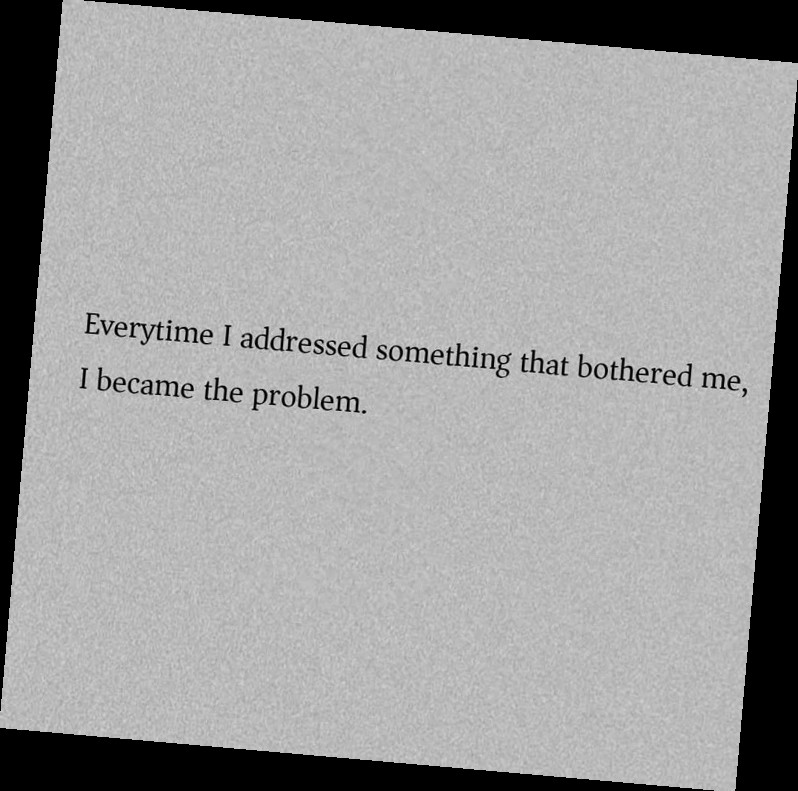 Everytime I addressed something that bothered me,
I became the problem.